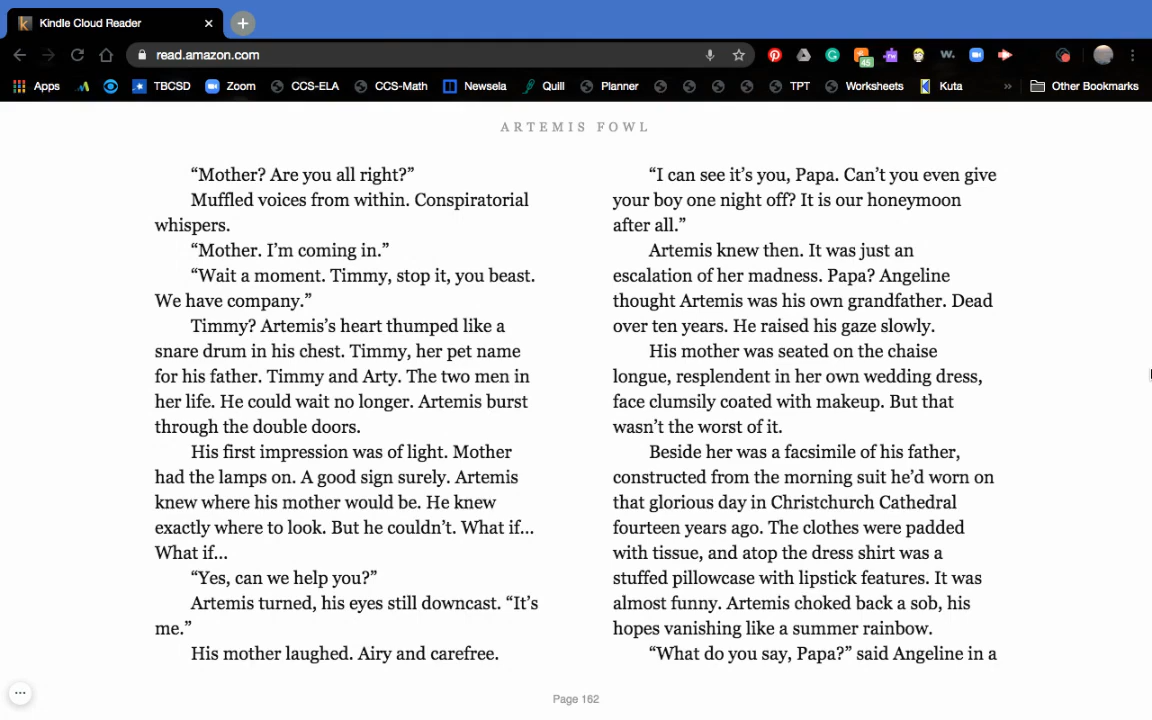 Kindle Cloud Reader
read.amazon.com
45
Apps
TBCSD
Zoom
CCS-ELA
CCS-Math
Newsela
Quill
Planner
TPT
Worksheets
Kuta
Other Bookmarks
ARTEMIS FOWL
“Mother? Are you all right?”
Muffled voices from within. Conspiratorial
whispers.
“Mother. I’m coming in.”
“Wait a moment. Timmy, stop it, you beast.
We have company.”
Timmy? Artemis’s heart thumped like a
snare drum in his chest. Timmy, her pet name
for his father. Timmy and Arty. The two men in
her life. He could wait no longer. Artemis burst
through the double doors.
His first impression was of light. Mother
had the lamps on. A good sign surely. Artemis
knew where his mother would be. He knew
exactly where to look. But he couldn’t. What if...
What if...
“Yes, can we help you?”
Artemis turned, his eyes still downcast. “It’s
me.”
His mother laughed. Airy and carefree.
“I can see it’s you, Papa. Can’t you even give
your boy one night off? It is our honeymoon
after all.”
Artemis knew then. It was just an
escalation of her madness. Papa? Angeline
thought Artemis was his own grandfather. Dead
over ten years. He raised his gaze slowly.
His mother was seated on the chaise
longue, resplendent in her own wedding dress,
face clumsily coated with makeup. But that
wasn’t the worst of it.
Beside her was a facsimile of his father,
constructed from the morning suit he’d worn on
that glorious day in Christchurch Cathedral
fourteen years ago. The clothes were padded
with tissue, and atop the dress shirt was a
stuffed pillowcase with lipstick features. It was
almost funny. Artemis choked back a sob, his
hopes vanishing like a summer rainbow.
“What do you say, Papa?” said Angeline in a
Page 162